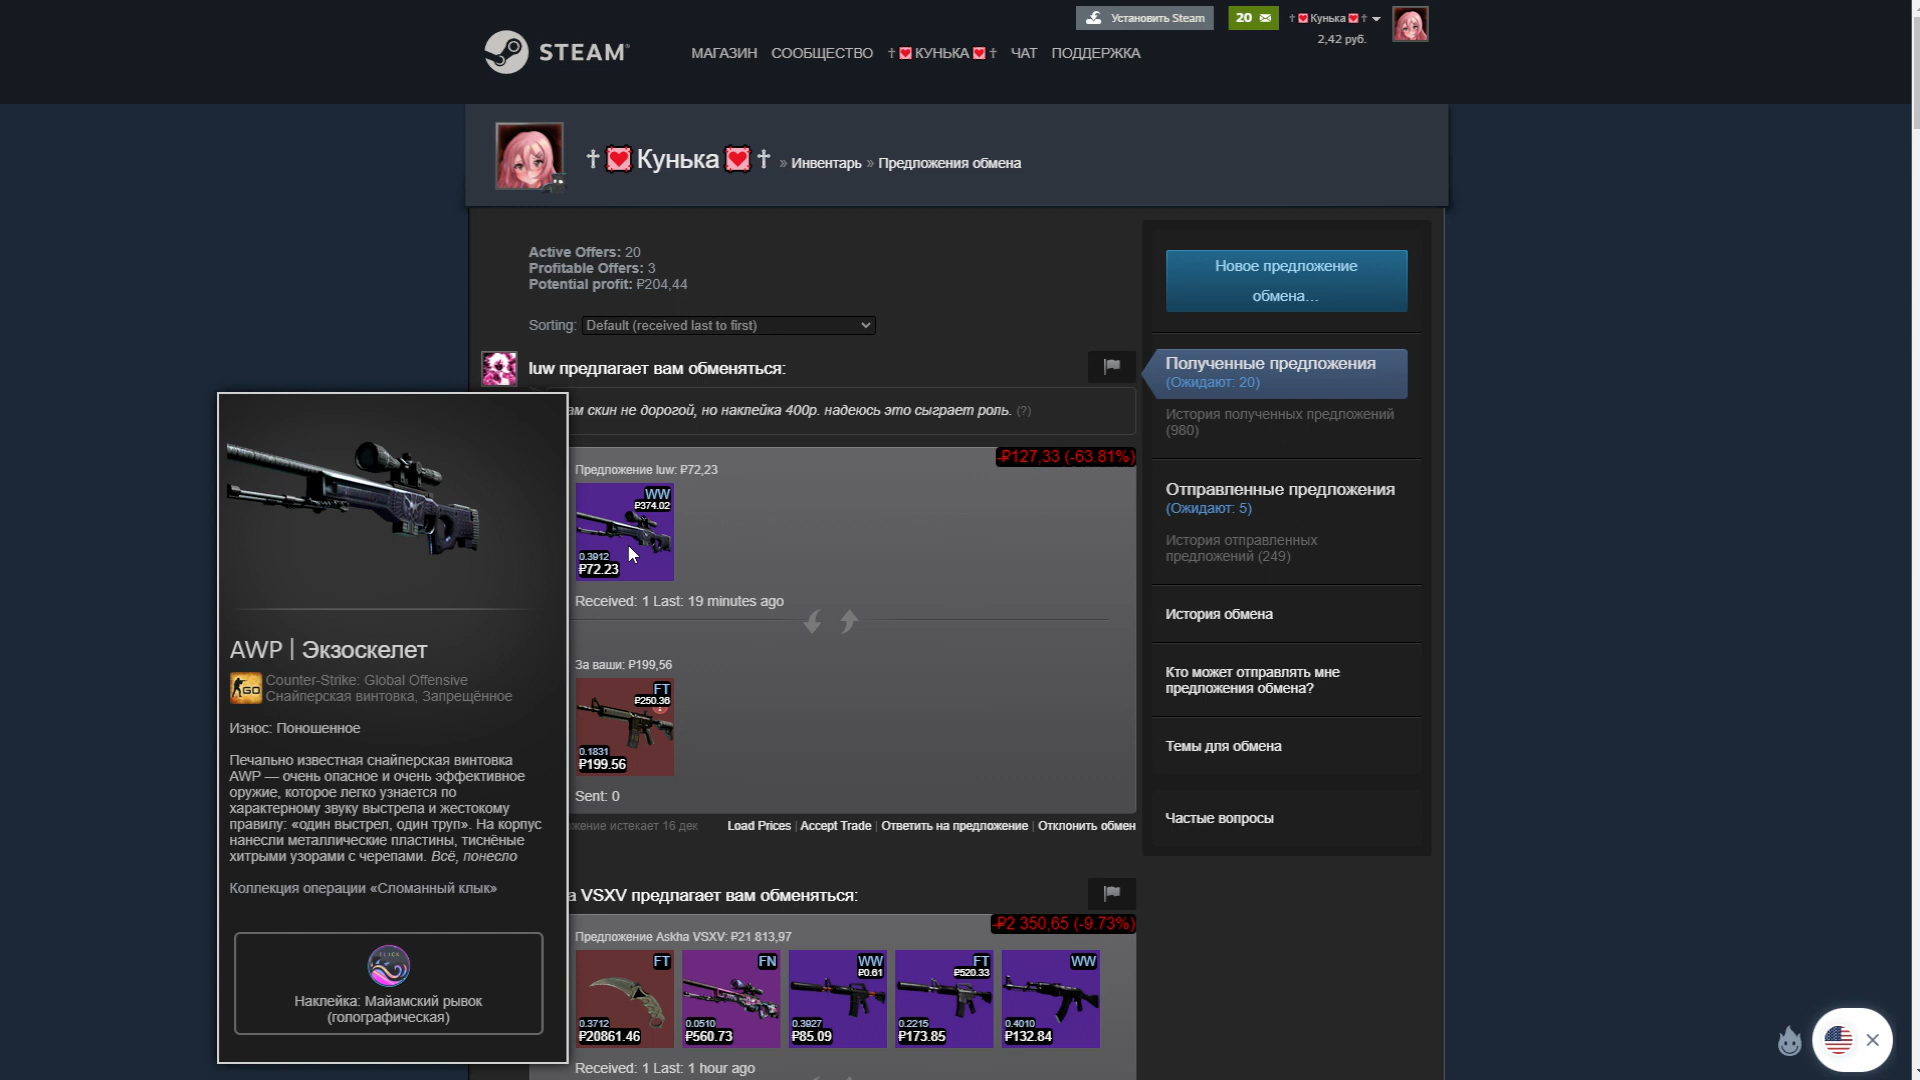 Установить Steam
20
†Кунька†
2,42 руб.
STEAM
МАГАЗИН СООБЩЕСТВО †КУНЬКА† ЧАТ ПОДДЕРЖКА
†Кунька† » Инвентарь » Предложения обмена
Active Offers: 20
Profitable Offers: 3
Potential profit: ₽204,44
Sorting: Default (received last to first)
luw предлагает вам обменяться:
ам скин не дорогой, но наклейка 400р. надеюсь это сыграет роль. (?)
-₽127,33 (-63.81%)
Предложение luw: ₽72,23
WW
₽374.02
0.3912
₽72.23
Received: 1 Last: 19 minutes ago
За ваши: ₽199,56
FT
₽250.36
0.1831
₽199.56
Sent: 0
жение истекает 16 дек
Load Prices | Accept Trade | Ответить на предложение | Отклонить обмен
а VSXV предлагает вам обменяться:
-₽2 350,65 (-9.73%)
Предложение Askha VSXV: ₽21 813,97
FT
0.3712
₽20861.46
FN
0.0510
₽560.73
WW
₽0.61
0.3927
₽85.09
FT
₽520.33
0.2215
₽173.85
WW
0.4010
₽132.84
Received: 1 Last: 1 hour ago
AWP | Экзоскелет
GO
Counter-Strike: Global Offensive
Снайперская винтовка, Запрещённое
Износ: Поношенное
Печально известная снайперская винтовка
AWP — очень опасное и очень эффективное
оружие, которое легко узнается по
характерному звуку выстрела и жестокому
правилу: «один выстрел, один труп». На корпус
нанесли металлические пластины, тиснёные
хитрыми узорами с черепами. Всё, понесло
Коллекция операции «Сломанный клык»
Наклейка: Майамский рывок
(голографическая)
Новое предложение
обмена…
Полученные предложения
(Ожидают: 20)
История полученных предложений
(980)
Отправленные предложения
(Ожидают: 5)
История отправленных
предложений (249)
История обмена
Кто может отправлять мне
предложения обмена?
Темы для обмена
Частые вопросы